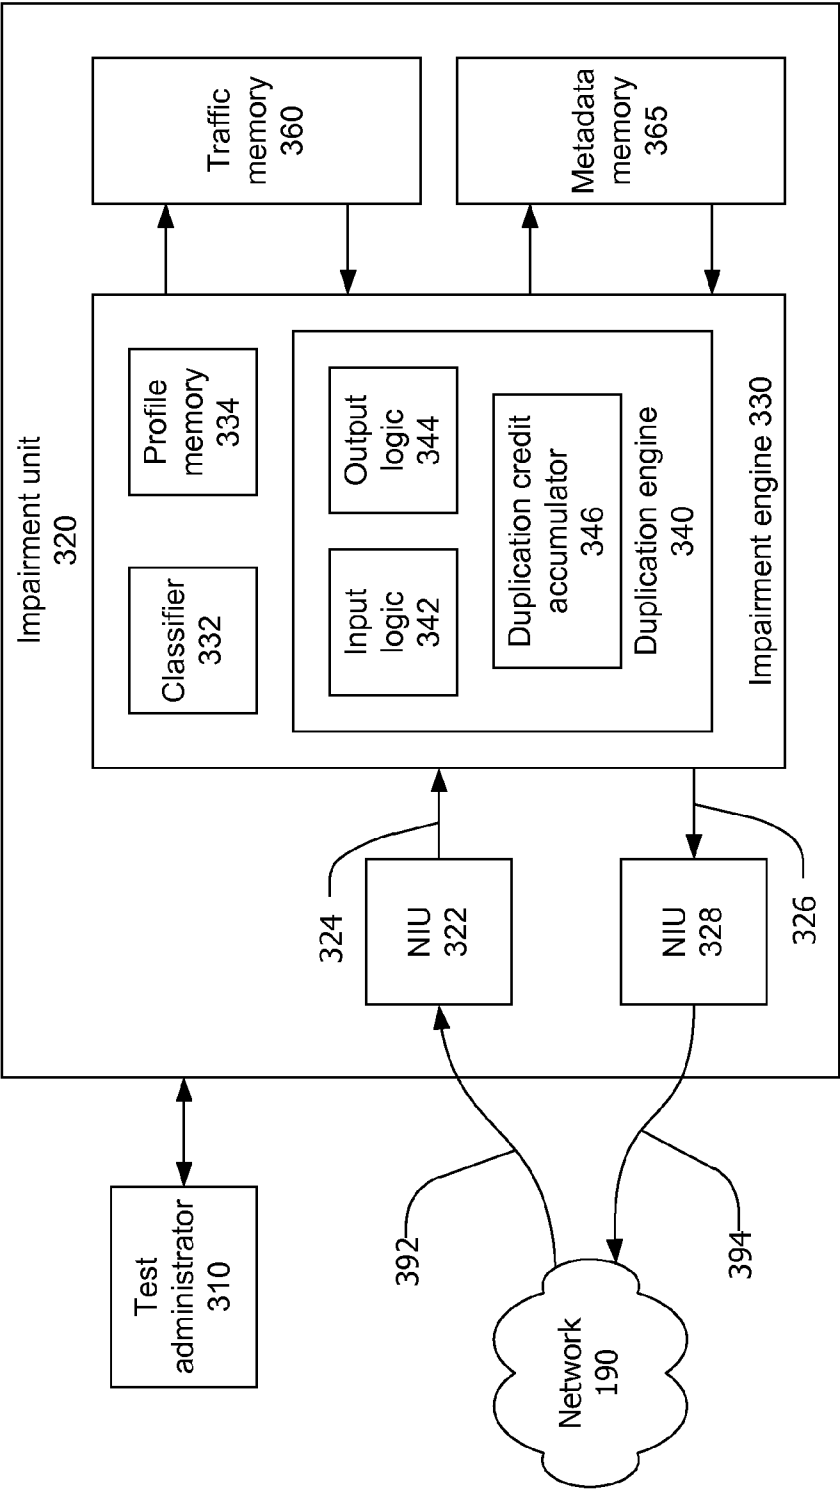 Impairment unit
320
Test
administrator
310
Classifier
332
Profile
memory
334
Traffic
memory
360
324
392
NIU
322
Input
logic
342
Output
logic
344
Duplication credit
accumulator
346
Duplication engine
340
Impairment engine 330
Metadata
memory
365
Network
190
NIU
328
394
326